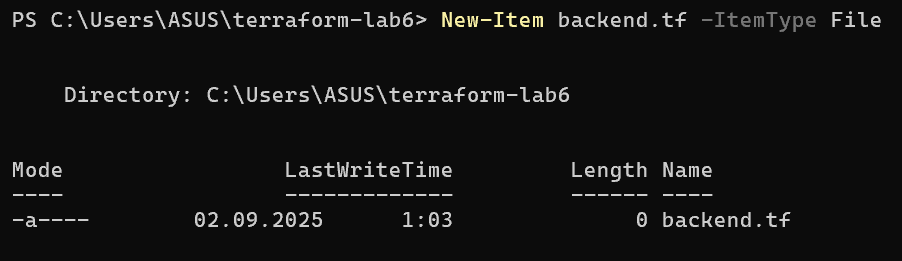 PS C:\Users\ASUS\terraform-lab6> New-Item backend.tf -ItemType File
Directory: C:\Users\ASUS\terraform-lab6
Mode LastWriteTime Length Name
---- ------------- ------ ----
-a---- 02.09.2025 1:03 0 backend.tf